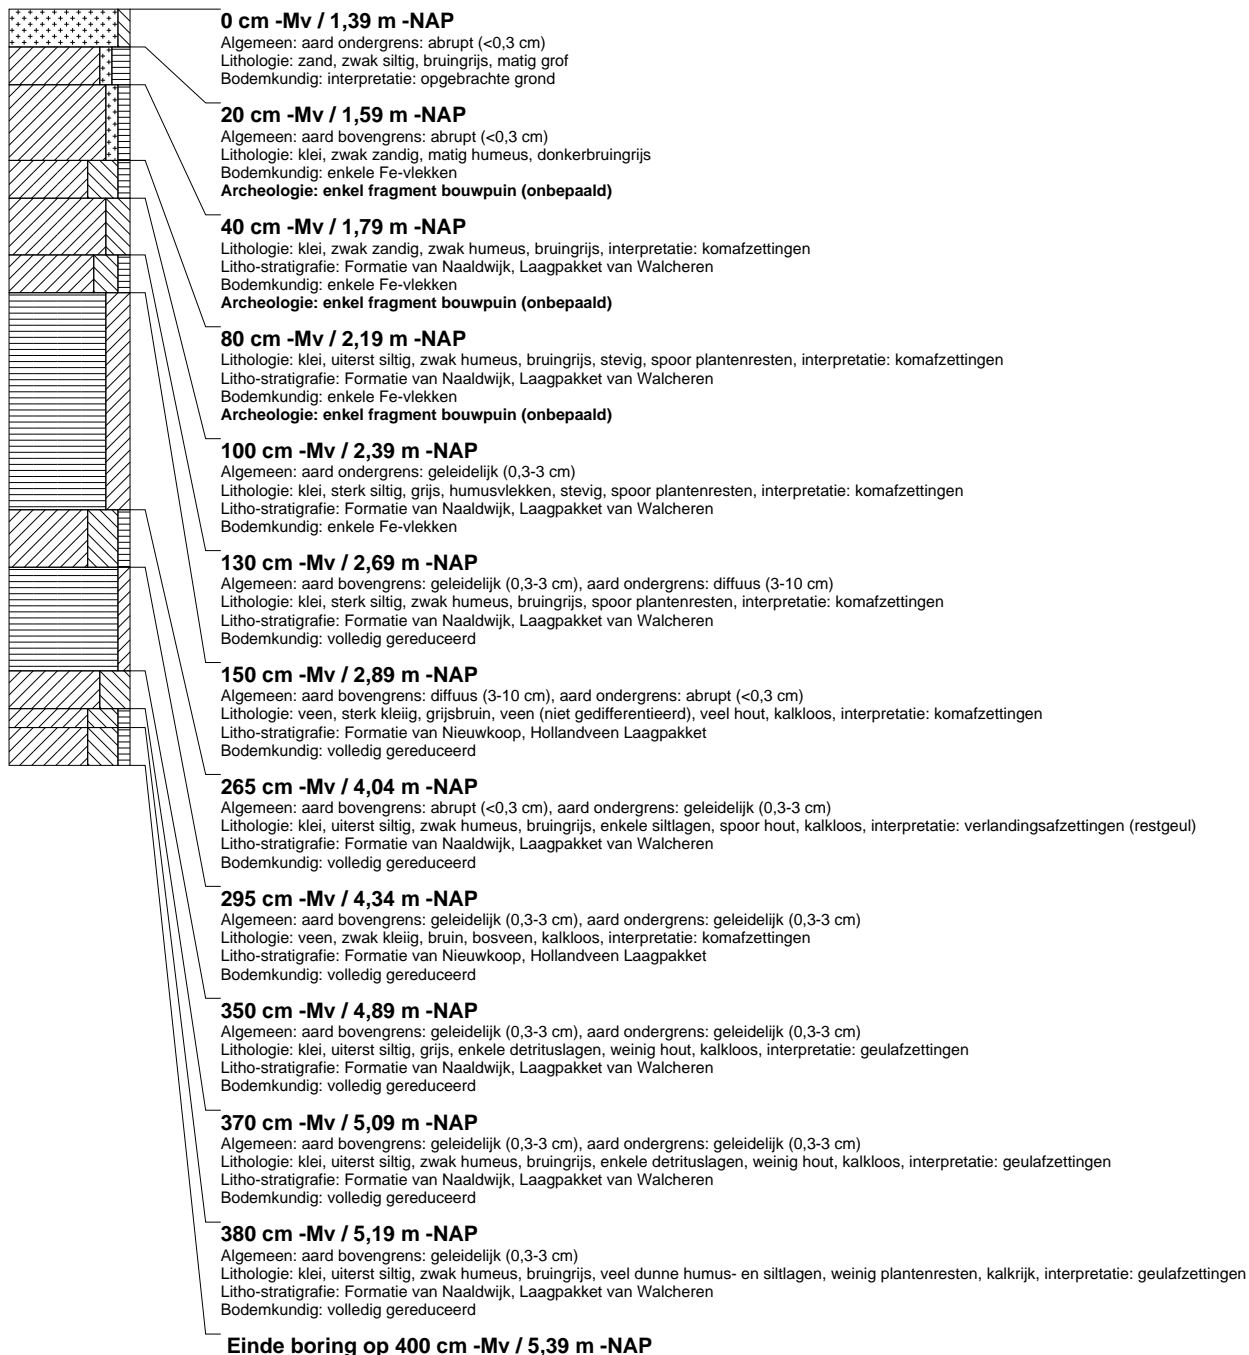 0 cm -Mv / 1,39 m -NAP
Algemeen: aard ondergrens: abrupt (<0,3 cm)
Lithologie: zand, zwak siltig, bruingrijs, matig grof
Bodemkundig: interpretatie: opgebrachte grond
20 cm -Mv / 1,59 m -NAP
Algemeen: aard bovengrens: abrupt (<0,3 cm)
Lithologie: klei, zwak zandig, matig humeus, donkerbruingrijs
Bodemkundig: enkele Fe-vlekken
Archeologie: enkel fragment bouwpuin (onbepaald)
40 cm -Mv / 1,79 m -NAP
Lithologie: klei, zwak zandig, zwak humeus, bruingrijs, interpretatie: komafzettingen
Litho-stratigrafie: Formatie van Naaldwijk, Laagpakket van Walcheren
Bodemkundig: enkele Fe-vlekken
Archeologie: enkel fragment bouwpuin (onbepaald)
80 cm -Mv / 2,19 m -NAP
Lithologie: klei, uiterst siltig, zwak humeus, bruingrijs, stevig, spoor plantenresten, interpretatie: komafzettingen
Litho-stratigrafie: Formatie van Naaldwijk, Laagpakket van Walcheren
Bodemkundig: enkele Fe-vlekken
Archeologie: enkel fragment bouwpuin (onbepaald)
100 cm -Mv / 2,39 m -NAP
Algemeen: aard ondergrens: geleidelijk (0,3-3 cm)
Lithologie: klei, sterk siltig, grijs, humusvlekken, stevig, spoor plantenresten, interpretatie: komafzettingen
Litho-stratigrafie: Formatie van Naaldwijk, Laagpakket van Walcheren
Bodemkundig: enkele Fe-vlekken
130 cm -Mv / 2,69 m -NAP
Algemeen: aard bovengrens: geleidelijk (0,3-3 cm), aard ondergrens: diffuus (3-10 cm)
Lithologie: klei, sterk siltig, zwak humeus, bruingrijs, spoor plantenresten, interpretatie: komafzettingen
Litho-stratigrafie: Formatie van Naaldwijk, Laagpakket van Walcheren
Bodemkundig: volledig gereduceerd
150 cm -Mv / 2,89 m -NAP
Algemeen: aard bovengrens: diffuus (3-10 cm), aard ondergrens: abrupt (<0,3 cm)
Lithologie: veen, sterk kleiig, grijsbruin, veen (niet gedifferentieerd), veel hout, kalkloos, interpretatie: komafzettingen
Litho-stratigrafie: Formatie van Nieuwkoop, Hollandveen Laagpakket
Bodemkundig: volledig gereduceerd
265 cm -Mv / 4,04 m -NAP
Algemeen: aard bovengrens: abrupt (<0,3 cm), aard ondergrens: geleidelijk (0,3-3 cm)
Lithologie: klei, uiterst siltig, zwak humeus, bruingrijs, enkele siltlagen, spoor hout, kalkloos, interpretatie: verlandingsafzettingen (restgeul)
Litho-stratigrafie: Formatie van Naaldwijk, Laagpakket van Walcheren
Bodemkundig: volledig gereduceerd
295 cm -Mv / 4,34 m -NAP
Algemeen: aard bovengrens: geleidelijk (0,3-3 cm), aard ondergrens: geleidelijk (0,3-3 cm)
Lithologie: veen, zwak kleiig, bruin, bosveen, kalkloos, interpretatie: komafzettingen
Litho-stratigrafie: Formatie van Nieuwkoop, Hollandveen Laagpakket
Bodemkundig: volledig gereduceerd
350 cm -Mv / 4,89 m -NAP
Algemeen: aard bovengrens: geleidelijk (0,3-3 cm), aard ondergrens: geleidelijk (0,3-3 cm)
Lithologie: klei, uiterst siltig, grijs, enkele detrituslagen, weinig hout, kalkloos, interpretatie: geulafzettingen
Litho-stratigrafie: Formatie van Naaldwijk, Laagpakket van Walcheren
Bodemkundig: volledig gereduceerd
370 cm -Mv / 5,09 m -NAP
Algemeen: aard bovengrens: geleidelijk (0,3-3 cm), aard ondergrens: geleidelijk (0,3-3 cm)
Lithologie: klei, uiterst siltig, zwak humeus, bruingrijs, enkele detrituslagen, weinig hout, kalkloos, interpretatie: geulafzettingen
Litho-stratigrafie: Formatie van Naaldwijk, Laagpakket van Walcheren
Bodemkundig: volledig gereduceerd
380 cm -Mv / 5,19 m -NAP
Algemeen: aard bovengrens: geleidelijk (0,3-3 cm)
Lithologie: klei, uiterst siltig, zwak humeus, bruingrijs, veel dunne humus- en siltlagen, weinig plantenresten, kalkrijk, interpretatie: geulafzettingen
Litho-stratigrafie: Formatie van Naaldwijk, Laagpakket van Walcheren
Bodemkundig: volledig gereduceerd
Einde boring op 400 cm -Mv / 5,39 m -NAP